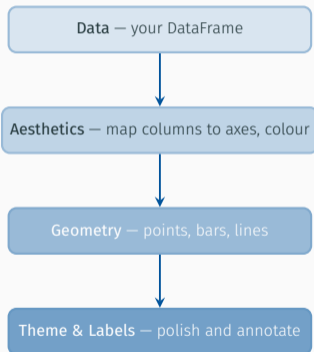 Data — your DataFrame
Aesthetics — map columns to axes, colour
Geometry — points, bars, lines
Theme & Labels — polish and annotate